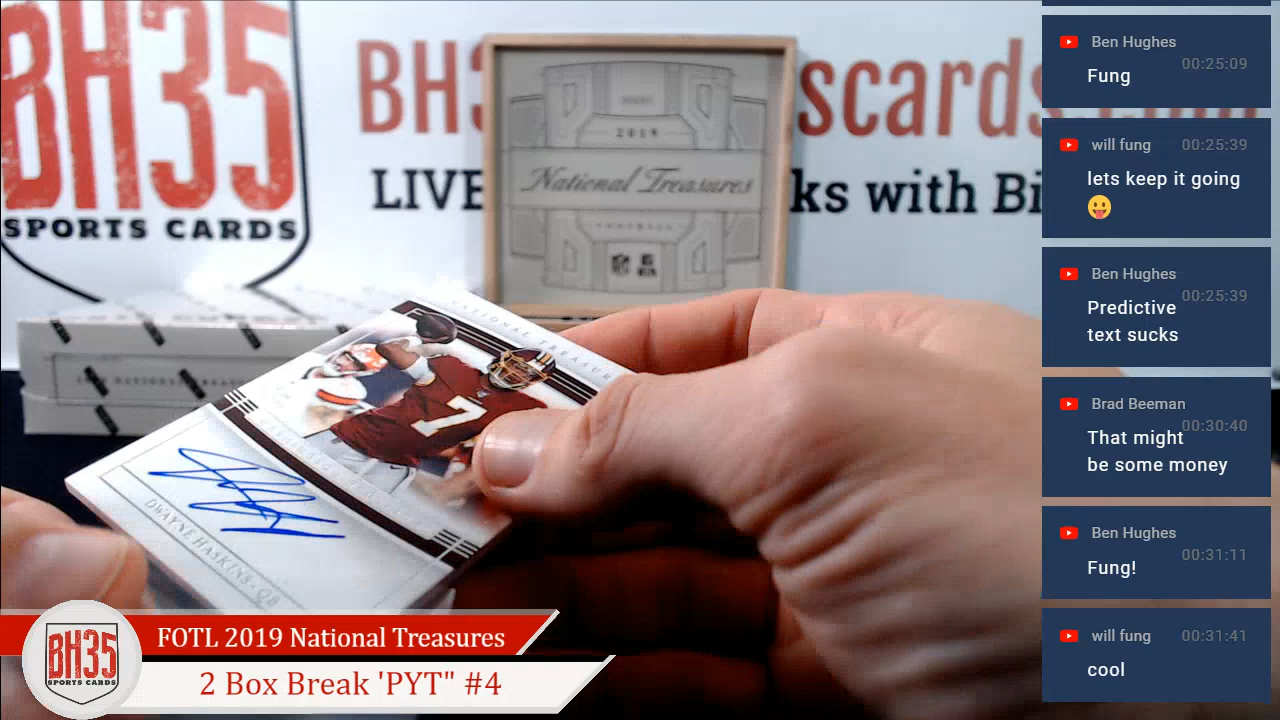 BH35
SPORTS CARDS
BH3
scards.
LIVE
ks with Bi
2019
National Treasures
FOOTBALL
NFL
NATIONAL TREASUR
7
DWAYNE HASKINS - QB
BH35
SPORTS CARDS
FOTL 2019 National Treasures
2 Box Break 'PYT" #4
Ben Hughes
00:25:09
Fung
will fung 00:25:39
lets keep it going
😛
Ben Hughes
00:25:39
Predictive
text sucks
Brad Beeman
00:30:40
That might
be some money
Ben Hughes
00:31:11
Fung!
will fung 00:31:41
cool